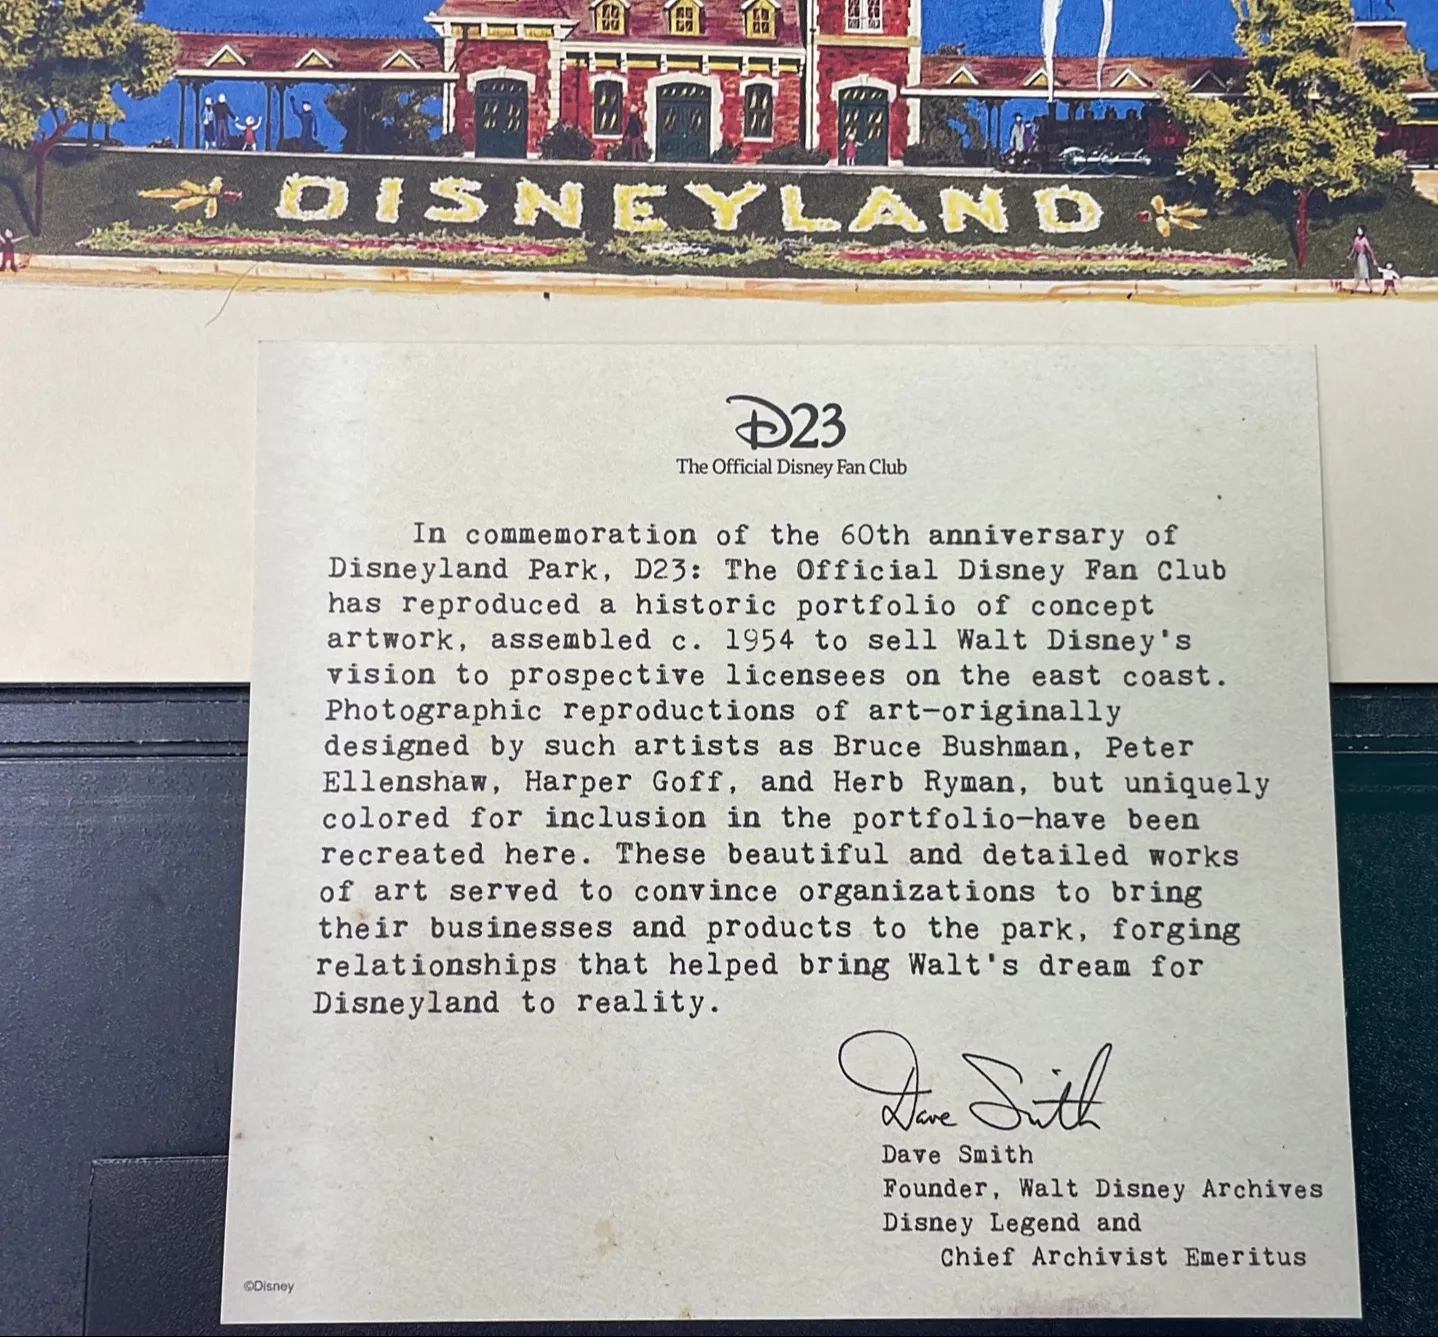 DISNEYLAND
D23
The Official Disney Fan Club
In commemoration of the 60th anniversary of
Disneyland Park, D23: The Official Disney Fan Club
has reproduced a historic portfolio of concept
artwork, assembled c. 1954 to sell Walt Disney's
vision to prospective licensees on the east coast.
Photographic reproductions of art—originally
designed by such artists as Bruce Bushman, Peter
Ellenshaw, Harper Goff, and Herb Ryman, but uniquely
colored for inclusion in the portfolio—have been
recreated here. These beautiful and detailed works
of art served to convince organizations to bring
their businesses and products to the park, forging
relationships that helped bring Walt's dream for
Disneyland to reality.
Dave Smith
Dave Smith
Founder, Walt Disney Archives
Disney Legend and
Chief Archivist Emeritus
©Disney